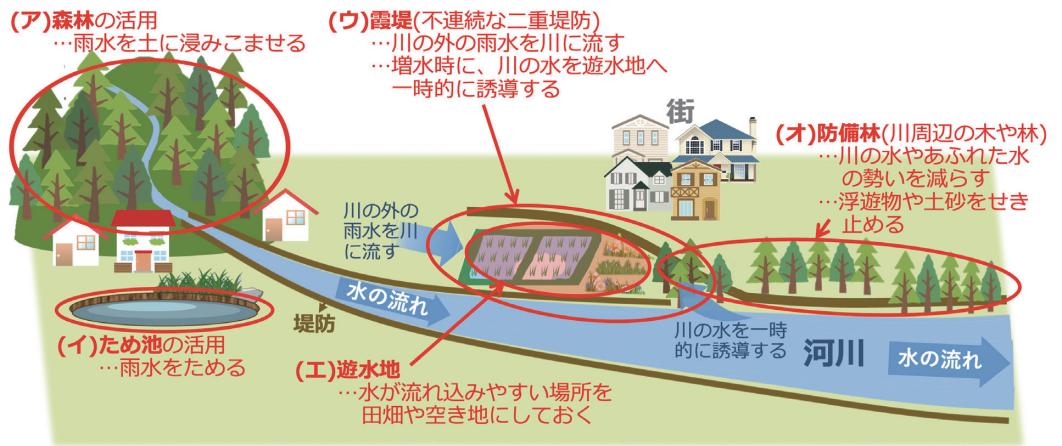 (ア)森林の活用
…雨水を土に浸みこませる
(ウ)霞堤(不連続な二重堤防)
…川の外の雨水を川に流す
…増水時に、川の水を遊水地へ
一時的に誘導する
街
(オ)防備林(川周辺の木や林)
…川の水やあふれた水
の勢いを減らす
…浮遊物や土砂をせき
止める
川の外の
雨水を川
に流す
水の流れ
堤防
(イ)ため池の活用
…雨水をためる
(エ)遊水地
…水が流れ込みやすい場所を
田畑や空き地にしておく
川の水を一時
的に誘導する
河川
水の流れ